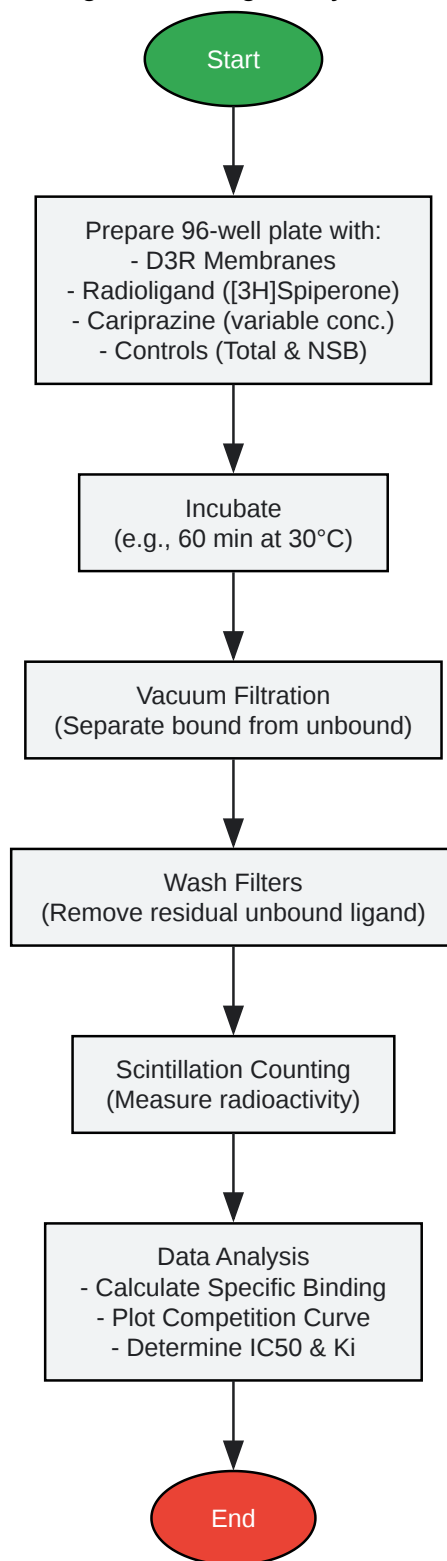 Start
Prepare 96-well plate with:
- D3R Membranes
- Radioligand ([3H]Spiperone)
- Cariprazine (variable conc.)
- Controls (Total & NSB)
Incubate
(e.g., 60 min at 30°C)
Vacuum Filtration
(Separate bound from unbound)
Wash Filters
(Remove residual unbound ligand)
Scintillation Counting
(Measure radioactivity)
Data Analysis
- Calculate Specific Binding
- Plot Competition Curve
- Determine IC50 & Ki
End